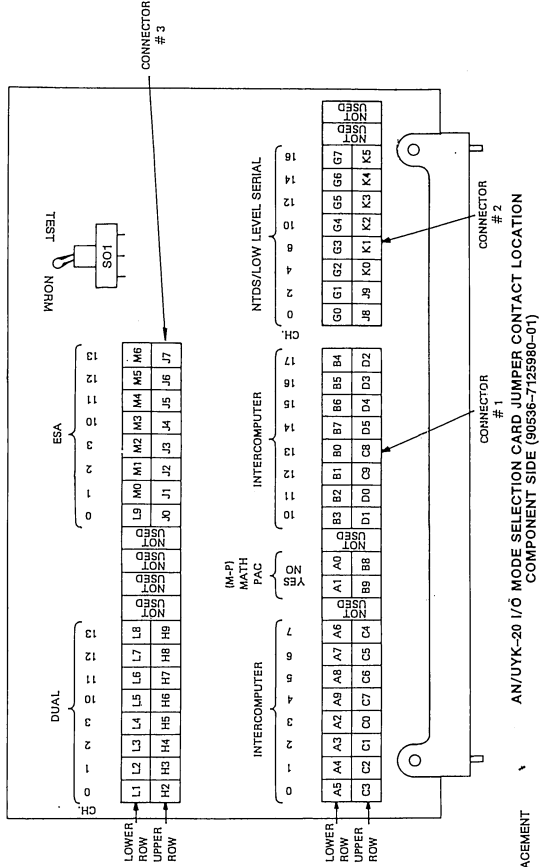 CONNECTOR
# 3
TEST
S01
NORM
DUAL
ESA
CH. 0 1 2 3 10 11 12 13
0 1 2 3 10 11 12 13
LOWER ROW
L1 L2 L3 L4 L5 L6 L7 L8 NOT USED NOT USED NOT USED NOT USED L9 M0 M1 M2 M3 M4 M5 M6
UPPER ROW
H2 H3 H4 H5 H6 H7 H8 H9 J0 J1 J2 J3 J4 J5 J6 J7
INTERCOMPUTER
(M-P)
MATH
PAC
INTERCOMPUTER
NTDS/LOW LEVEL SERIAL
0 1 2 3 4 5 6 7
YES NO
10 11 12 13 14 15 16 17
CH. 0 2 4 6 10 12 14 16
LOWER ROW
A5 A4 A3 A2 A9 A8 A7 A6 NOT USED A1 A0 NOT USED B3 B2 B1 B0 B7 B6 B5 B4 G0 G1 G2 G3 G4 G5 G6 G7 NOT USED NOT USED
UPPER ROW
C3 C2 C1 C0 C7 C6 C5 C4 B9 B8 D1 D0 C9 C8 D5 D4 D3 D2 J8 J9 K0 K1 K2 K3 K4 K5
CONNECTOR
# 1
CONNECTOR
# 2
AN/UYK-20 I/O MODE SELECTION CARD JUMPER CONTACT LOCATION
COMPONENT SIDE (90536-7125980-01)
ACEMENT